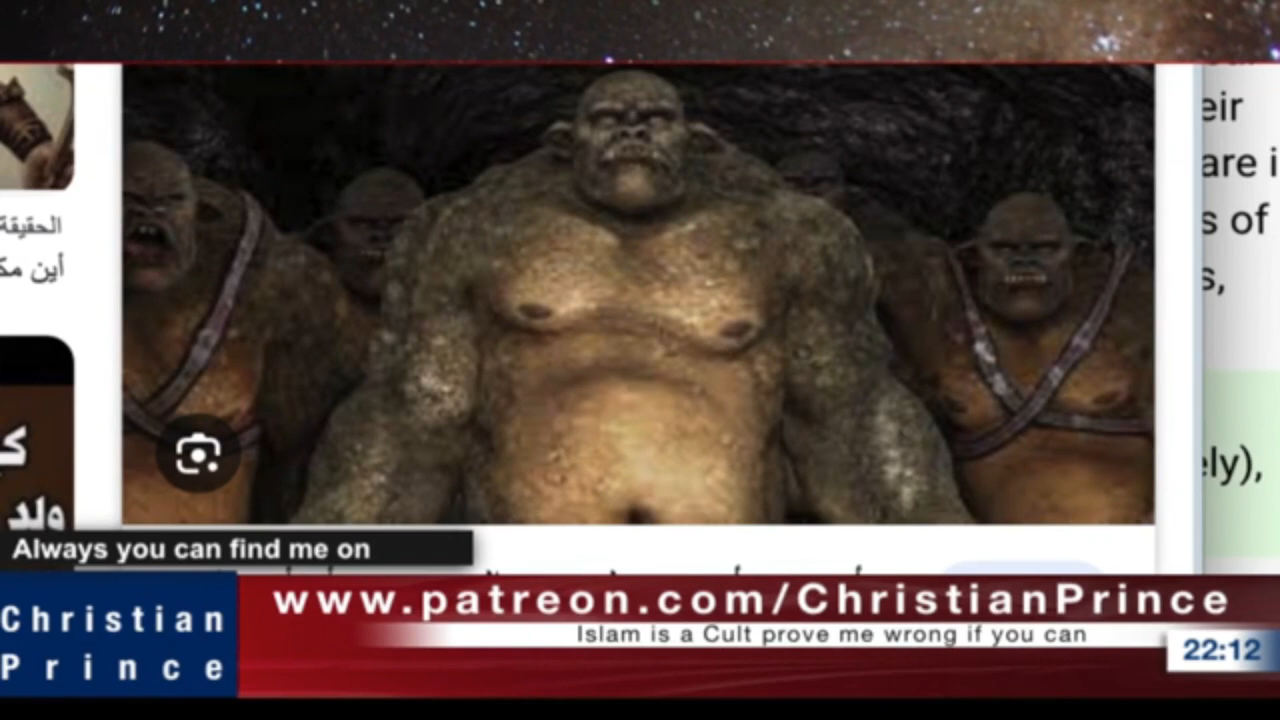 eir
are i
s of
s,
الحقيقة
أين مك
ك
ولد
ely),
Always you can find me on
www.patreon.com/ChristianPrince
Islam is a Cult prove me wrong if you can
Christian
Prince
22:12